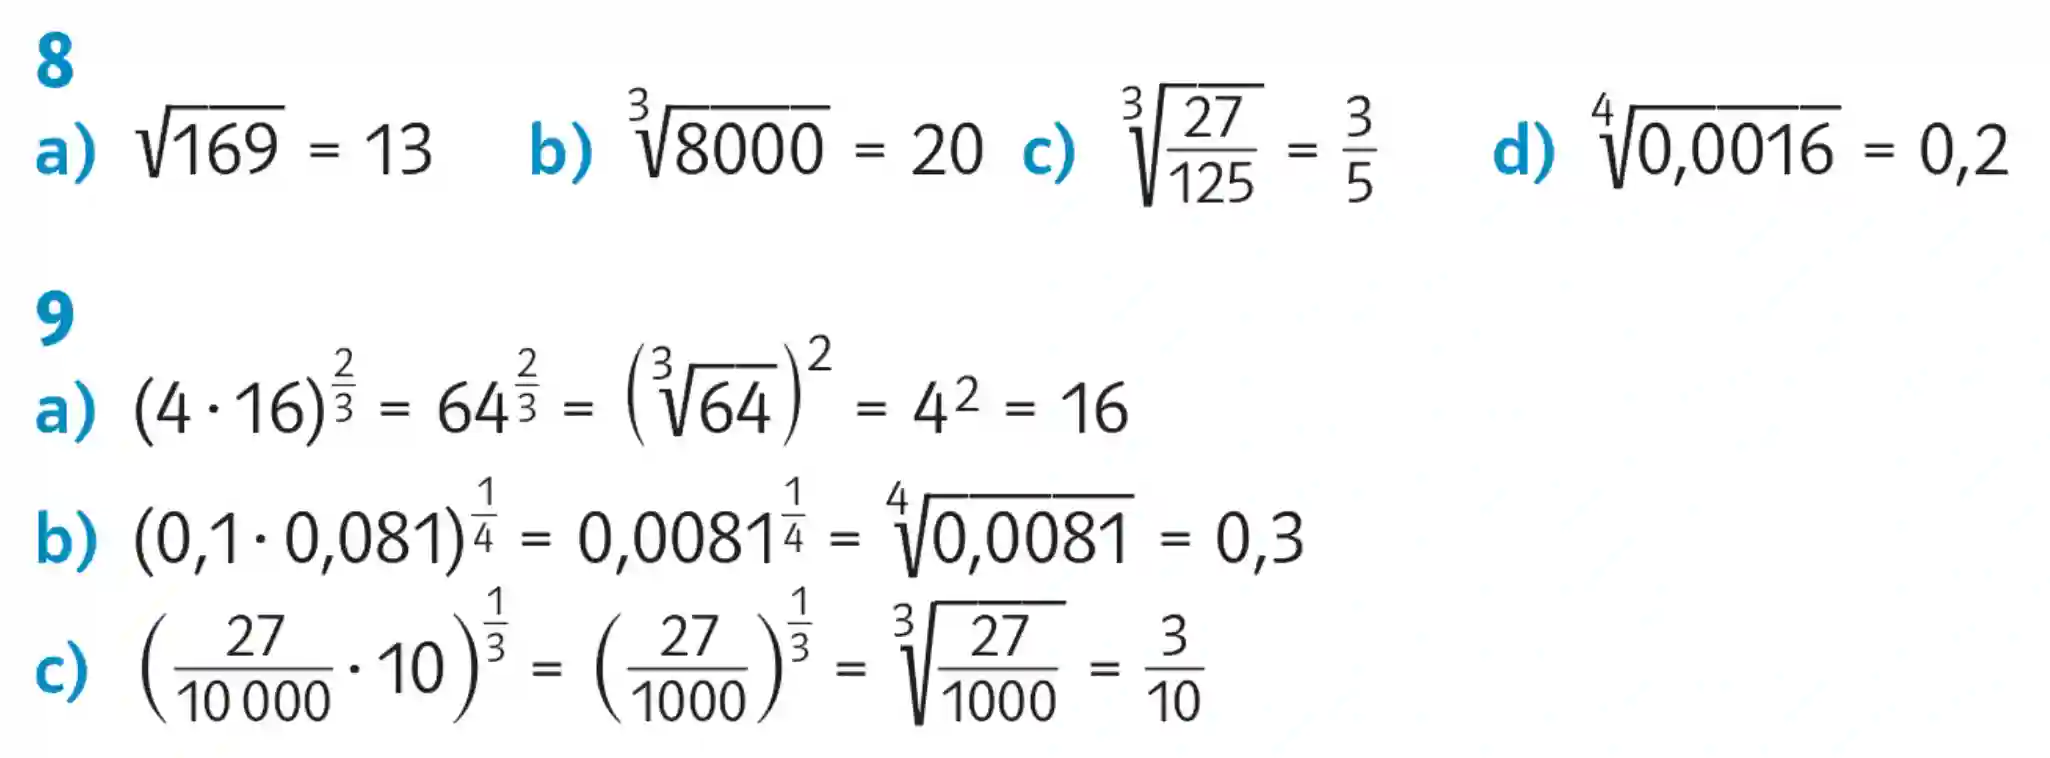 8
a) √169 = 13 b) ∛8000 = 20 c) ∛(27/125) = 3/5 d) ∜0,0016 = 0,2
9
a) (4 · 16)^(2/3) = 64^(2/3) = (∛64)² = 4² = 16
b) (0,1 · 0,081)^(1/4) = 0,0081^(1/4) = ∜0,0081 = 0,3
c) (27/10 000 · 10)^(1/3) = (27/1000)^(1/3) = ∛(27/1000) = 3/10